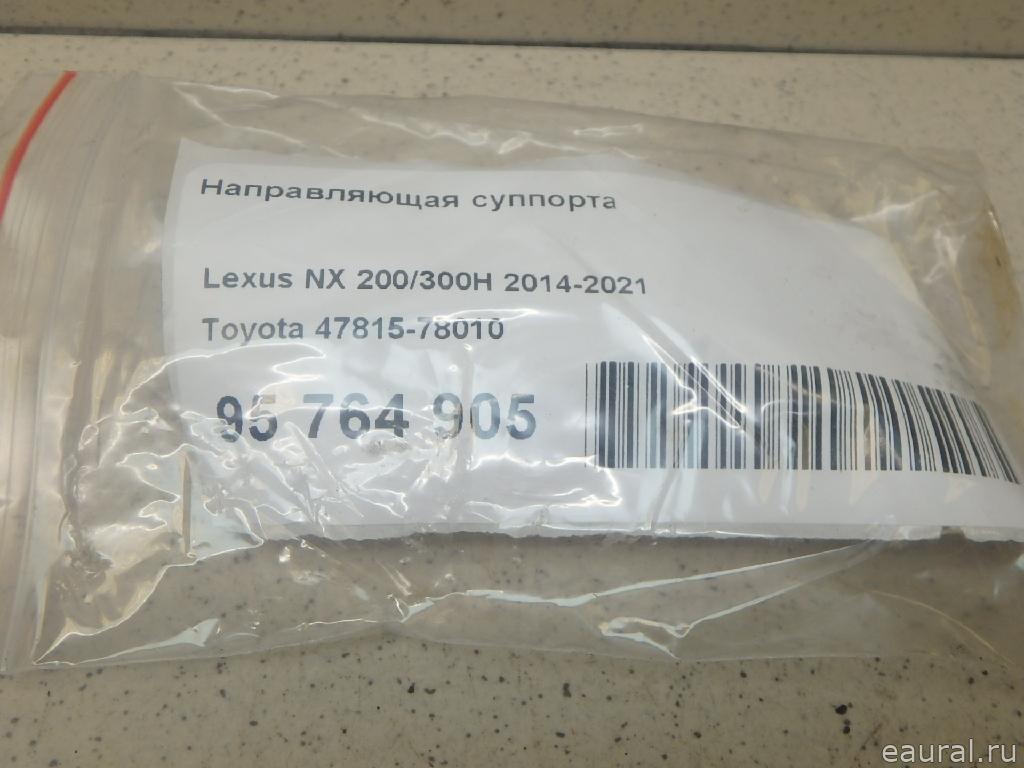 Направляющая суппорта
Lexus NX 200/300H 2014-2021
Toyota 47815-78010
95 764 905
eaural.ru